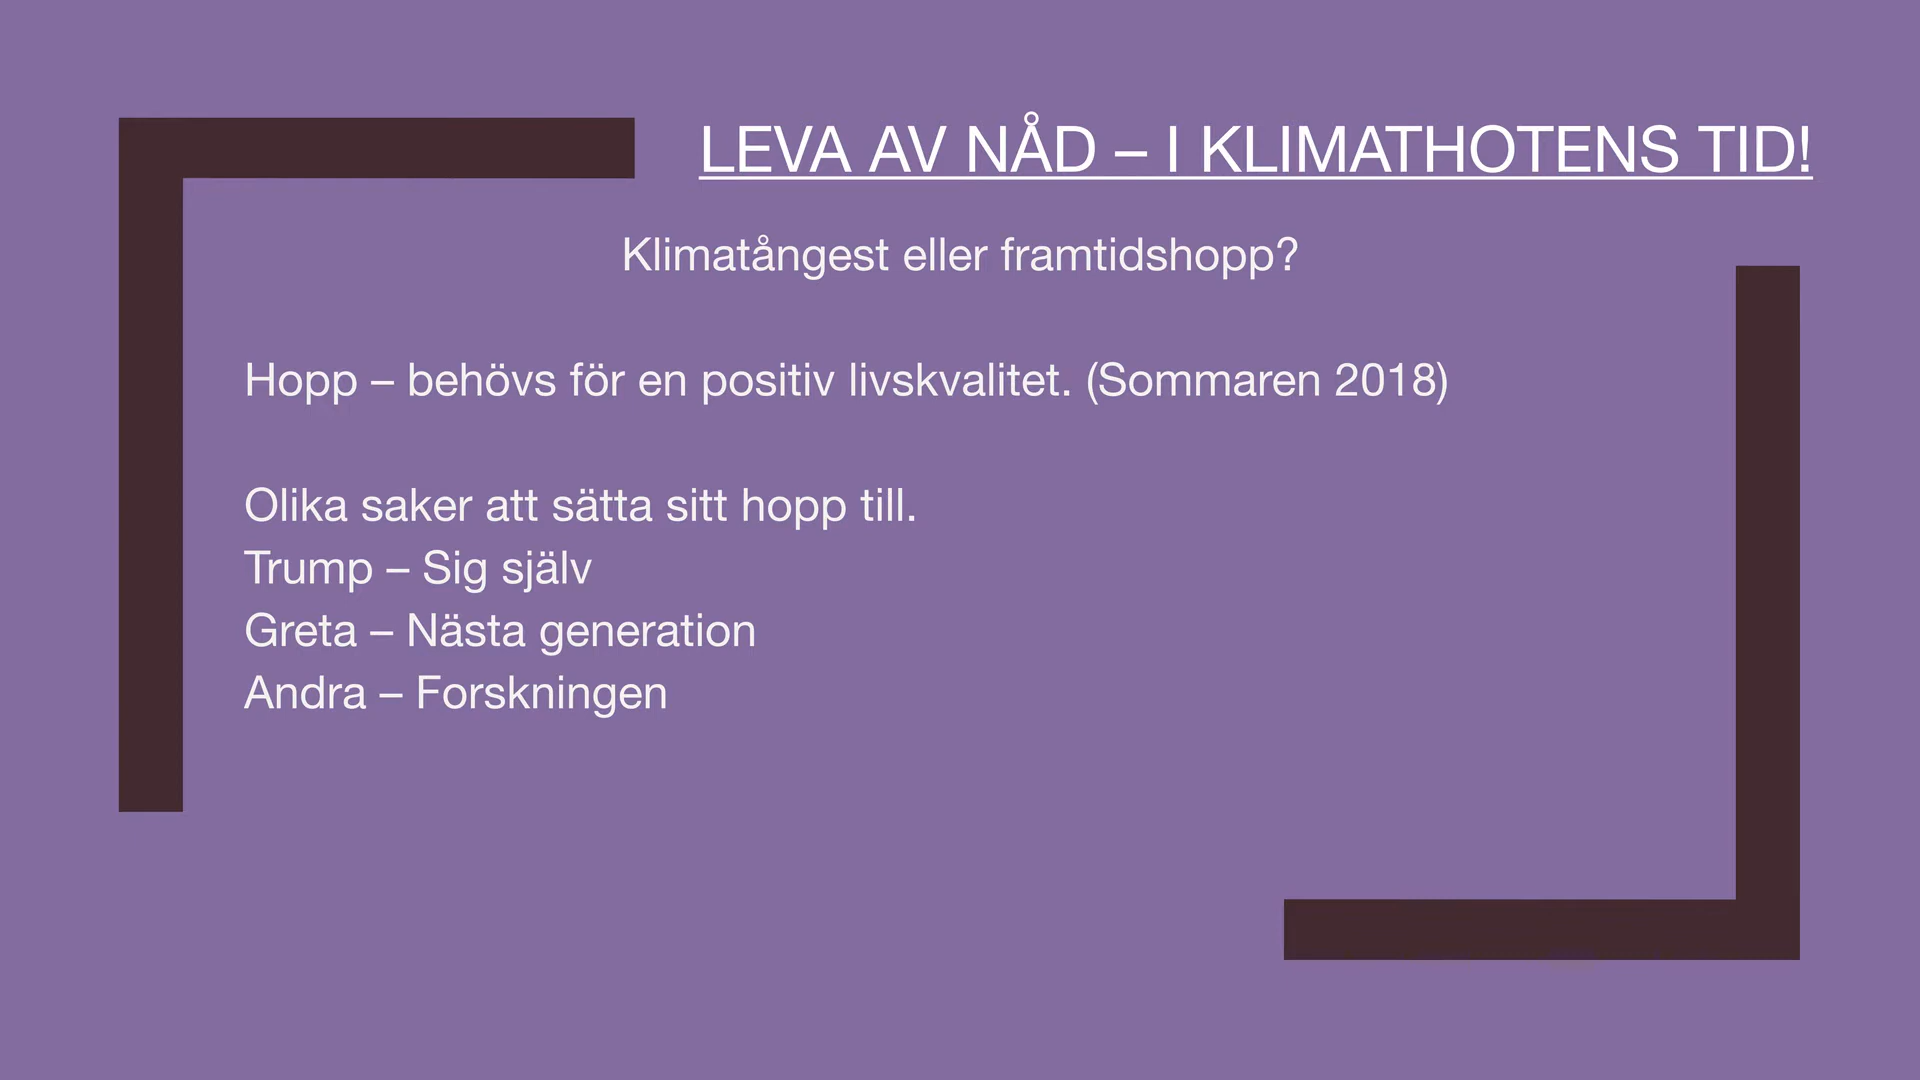 LEVA AV NÅD – I KLIMATHOTENS TID!
Klimatångest eller framtidshopp?
Hopp – behövs för en positiv livskvalitet. (Sommaren 2018)
Olika saker att sätta sitt hopp till.
Trump – Sig själv
Greta – Nästa generation
Andra – Forskningen